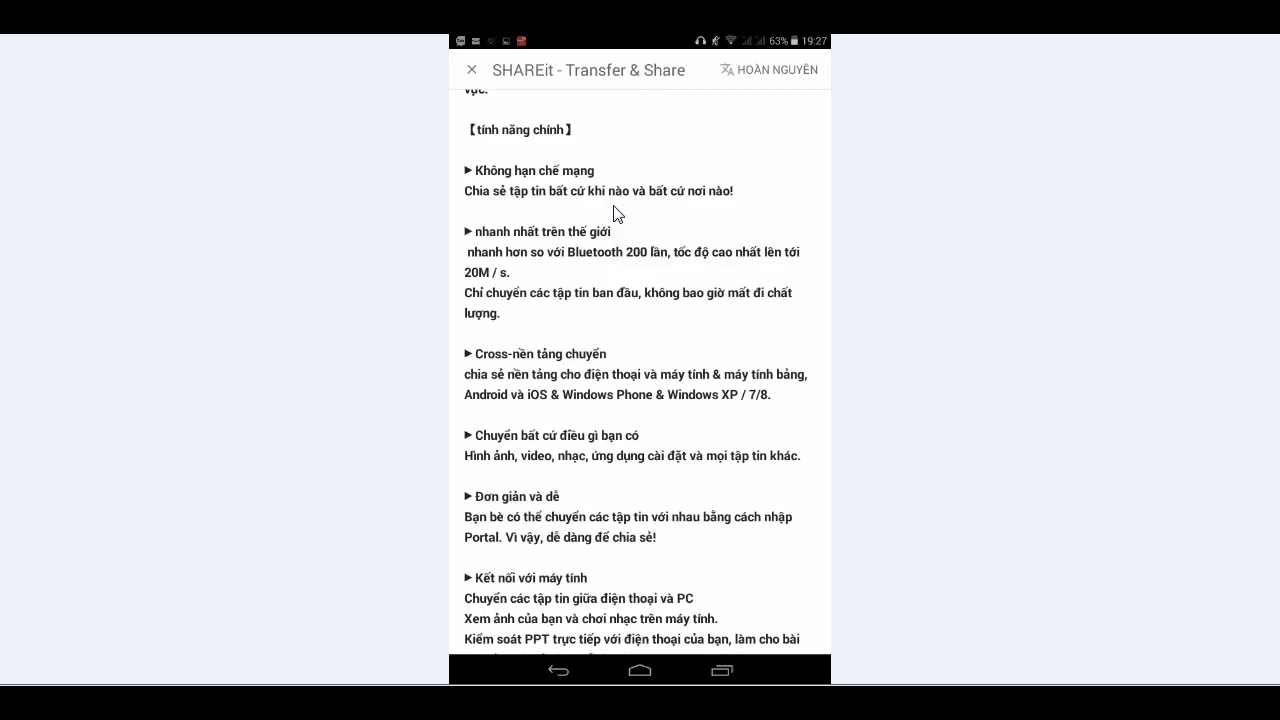 63% 19:27
SHAREit - Transfer & Share HOÀN NGUYÊN
vực.
【tính năng chính】
►Không hạn chế mạng
Chia sẻ tập tin bất cứ khi nào và bất cứ nơi nào!
►nhanh nhất trên thế giới
nhanh hơn so với Bluetooth 200 lần, tốc độ cao nhất lên tới
20M / s.
Chỉ chuyển các tập tin ban đầu, không bao giờ mất đi chất
lượng.
►Cross-nền tảng chuyển
chia sẻ nền tảng cho điện thoại và máy tính & máy tính bảng,
Android và iOS & Windows Phone & Windows XP / 7/8.
►Chuyển bất cứ điều gì bạn có
Hình ảnh, video, nhạc, ứng dụng cài đặt và mọi tập tin khác.
►Đơn giản và dễ
Bạn bè có thể chuyển các tập tin với nhau bằng cách nhập
Portal. Vì vậy, dễ dàng để chia sẻ!
►Kết nối với máy tính
Chuyển các tập tin giữa điện thoại và PC
Xem ảnh của bạn và chơi nhạc trên máy tính.
Kiểm soát PPT trực tiếp với điện thoại của bạn, làm cho bài